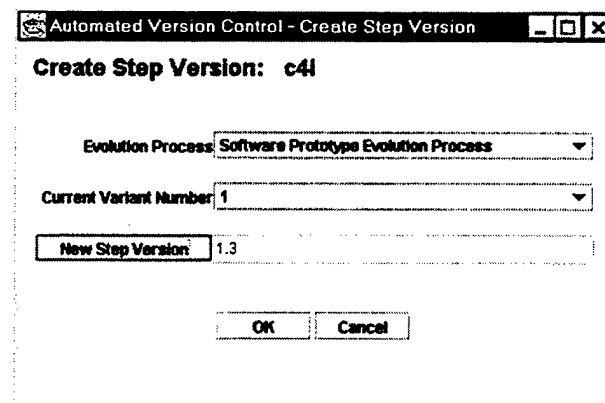 Automated Version Control - Create Step Version
Create Step Version: c4i
Evolution Process Software Prototype Evolution Process
Current Variant Number 1
New Step Version 1.3
OK Cancel